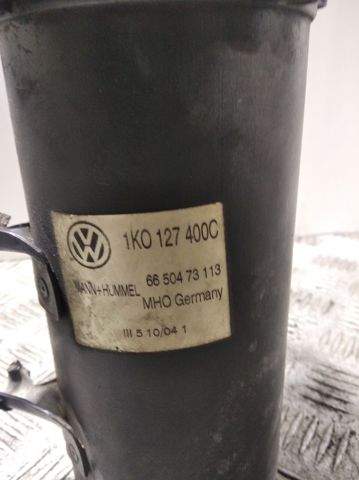 1K0 127 400C
66 504 73 113
MANN+HUMMEL
MHO Germany
III 5 10/04 1